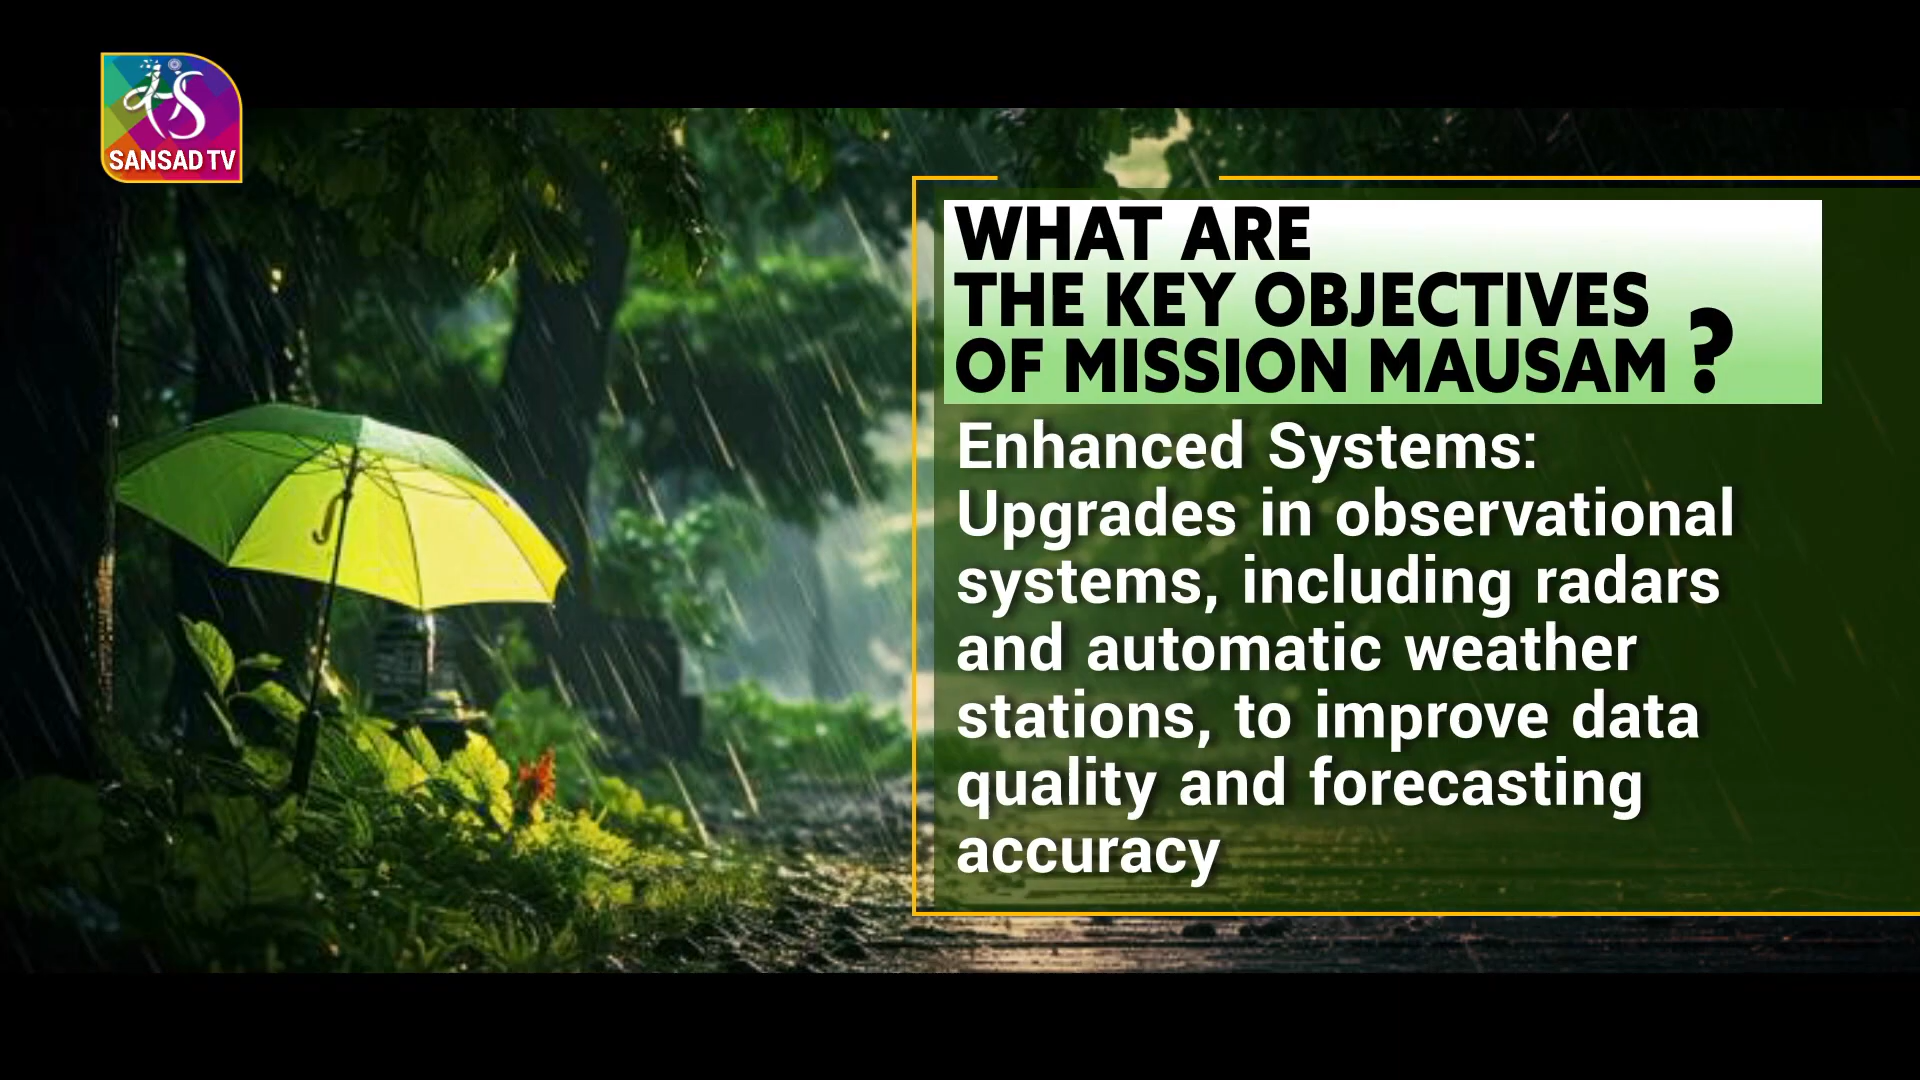 SANSAD TV
WHAT ARE
THE KEY OBJECTIVES
OF MISSION MAUSAM ?
Enhanced Systems:
Upgrades in observational
systems, including radars
and automatic weather
stations, to improve data
quality and forecasting
accuracy